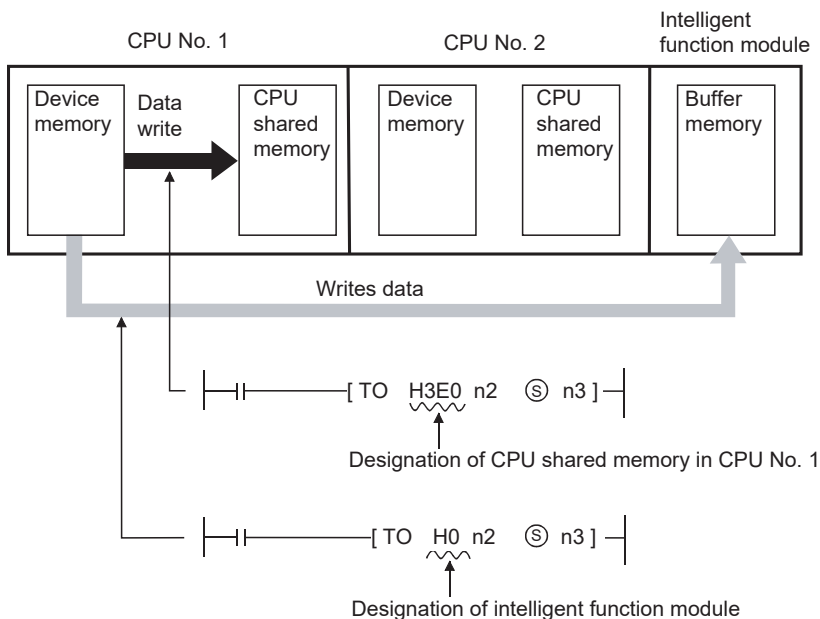 CPU No. 1
CPU No. 2
Intelligent
function module
Device
memory
Data
write
CPU
shared
memory
Device
memory
CPU
shared
memory
Buffer
memory
Writes data
[ TO H3E0 n2 Ⓢ n3 ]
Designation of CPU shared memory in CPU No. 1
[ TO H0 n2 Ⓢ n3 ]
Designation of intelligent function module